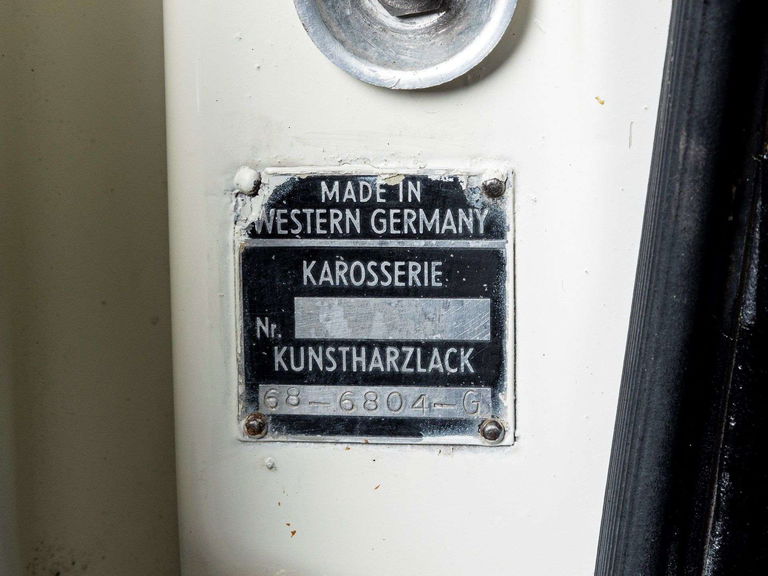 MADE IN
WESTERN GERMANY
KAROSSERIE
Nr.
KUNSTHARZLACK
68-6804-G